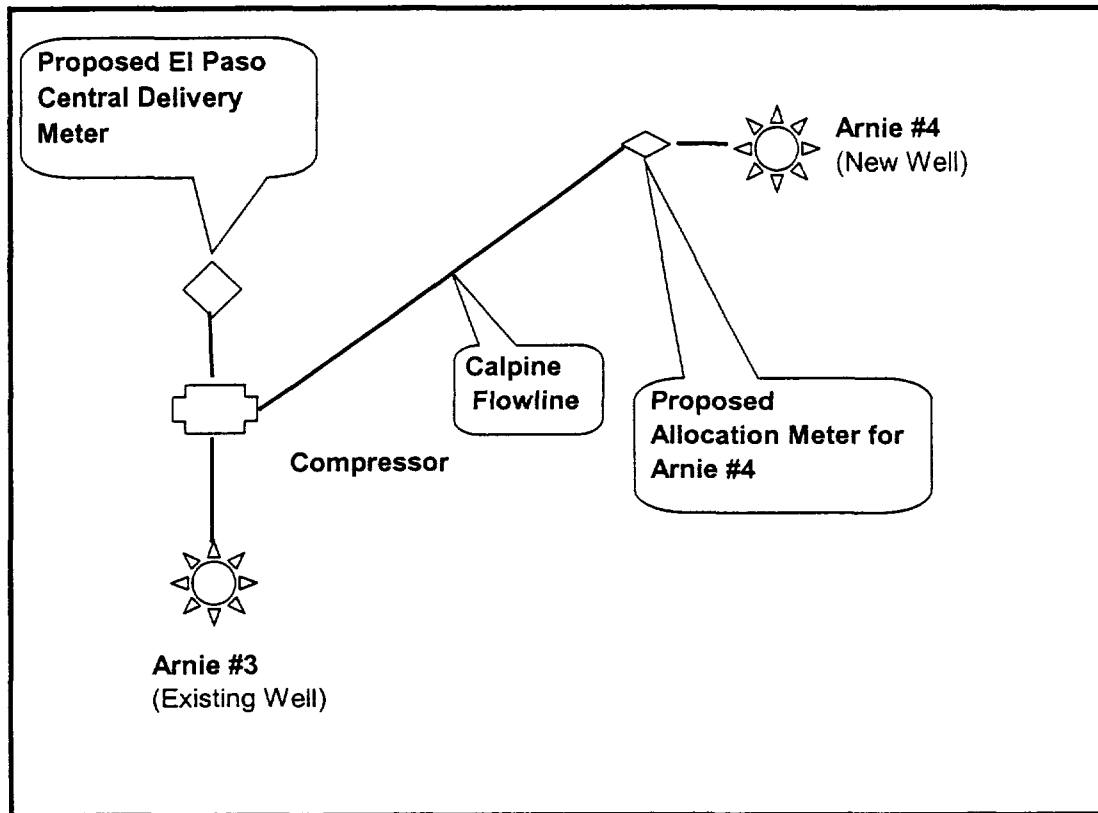 Proposed El Paso
Central Delivery
Meter
Arnie #4
(New Well)
Calpine
Flowline
Proposed
Allocation Meter for
Arnie #4
Compressor
Arnie #3
(Existing Well)